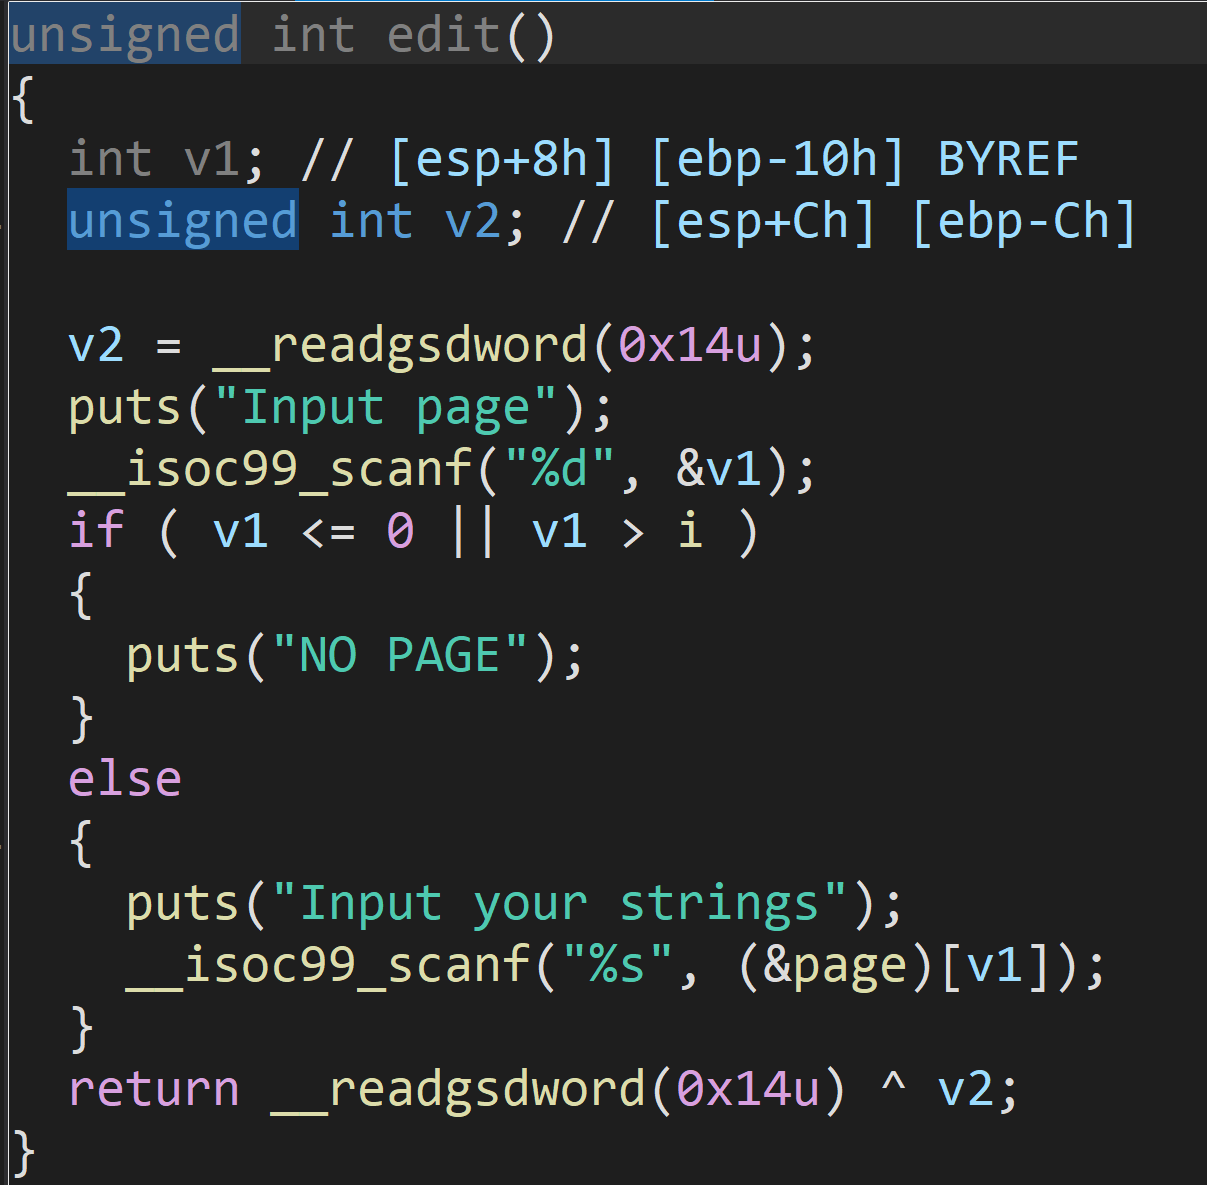 unsigned int edit()
{
  int v1; // [esp+8h] [ebp-10h] BYREF
  unsigned int v2; // [esp+Ch] [ebp-Ch]

  v2 = __readgsdword(0x14u);
  puts("Input page");
  __isoc99_scanf("%d", &v1);
  if ( v1 <= 0 || v1 > i )
  {
    puts("NO PAGE");
  }
  else
  {
    puts("Input your strings");
    __isoc99_scanf("%s", (&page)[v1]);
  }
  return __readgsdword(0x14u) ^ v2;
}